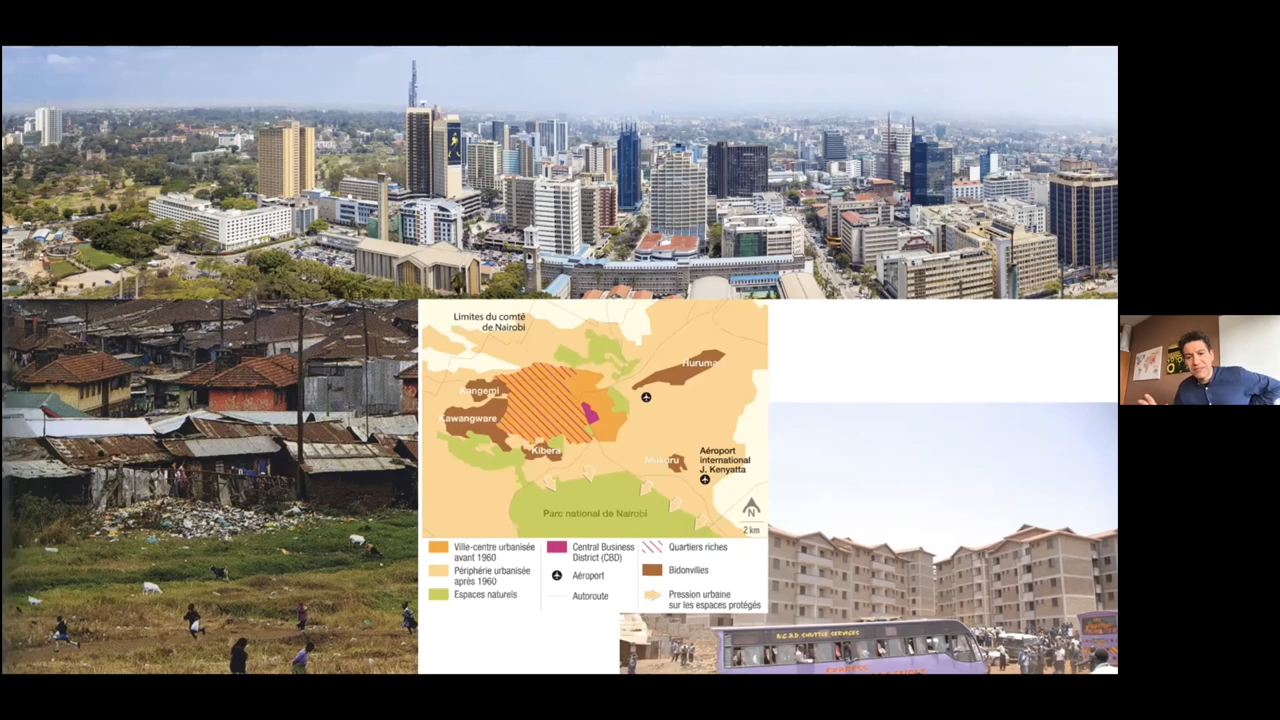 Limites du comté
de Nairobi
Huruma
Kangemi
Kawangware
Kibera
Mukuru
Aéroport
international
J. Kenyatta
Parc national de Nairobi
N
2 km
Ville-centre urbanisée
avant 1960
Périphérie urbanisée
après 1960
Espaces naturels
Central Business
District (CBD)
Aéroport
Autoroute
Quartiers riches
Bidonvilles
Pression urbaine
sur les espaces protégés
SHUTTLE SERVICES
EXPRESS